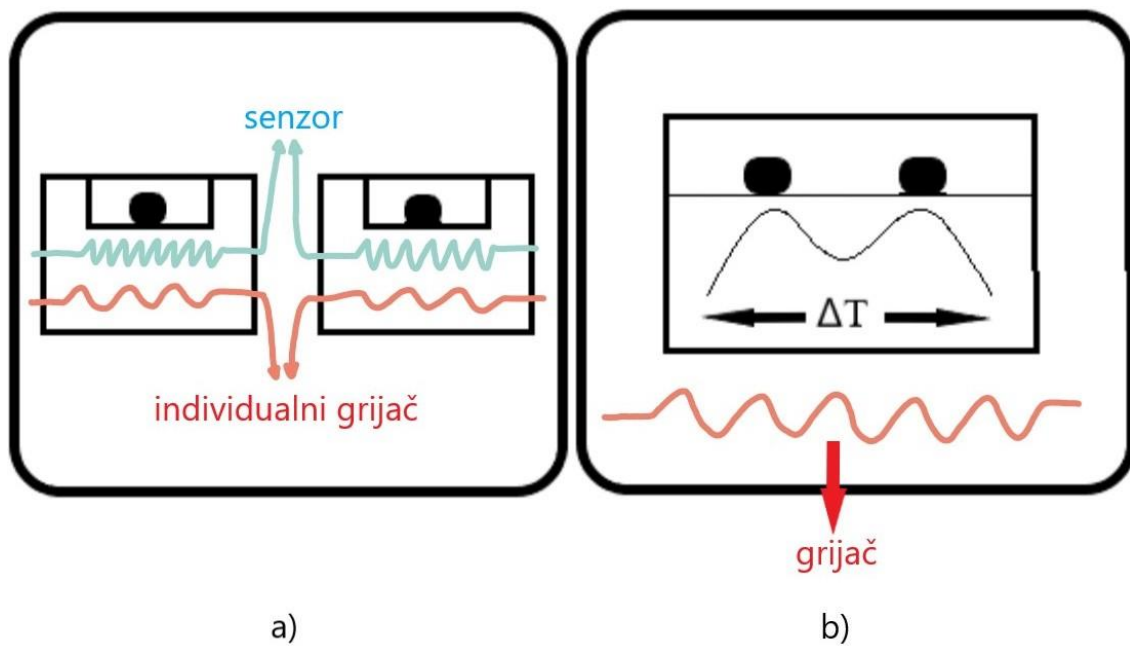 senzor
individualni grijač
ΔT
grijač
a)
b)